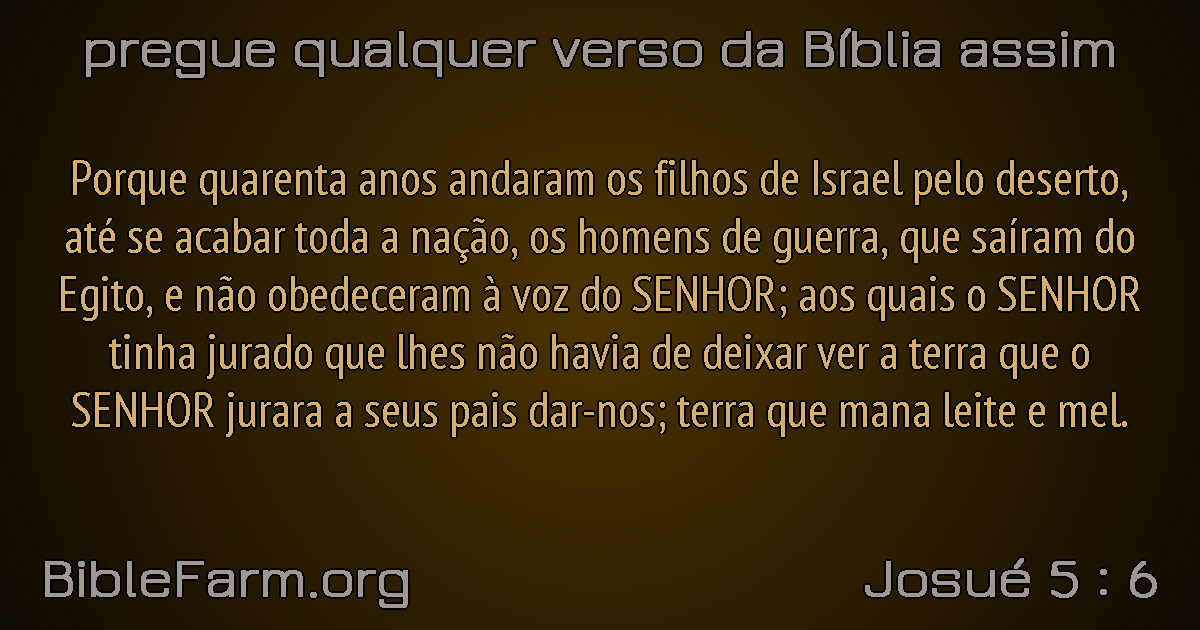 pregue qualquer verso da Bíblia assim
Porque quarenta anos andaram os filhos de Israel pelo deserto,
até se acabar toda a nação, os homens de guerra, que saíram do
Egito, e não obedeceram à voz do SENHOR; aos quais o SENHOR
tinha jurado que lhes não havia de deixar ver a terra que o
SENHOR jurara a seus pais dar-nos; terra que mana leite e mel.
BibleFarm.org
Josué 5 : 6